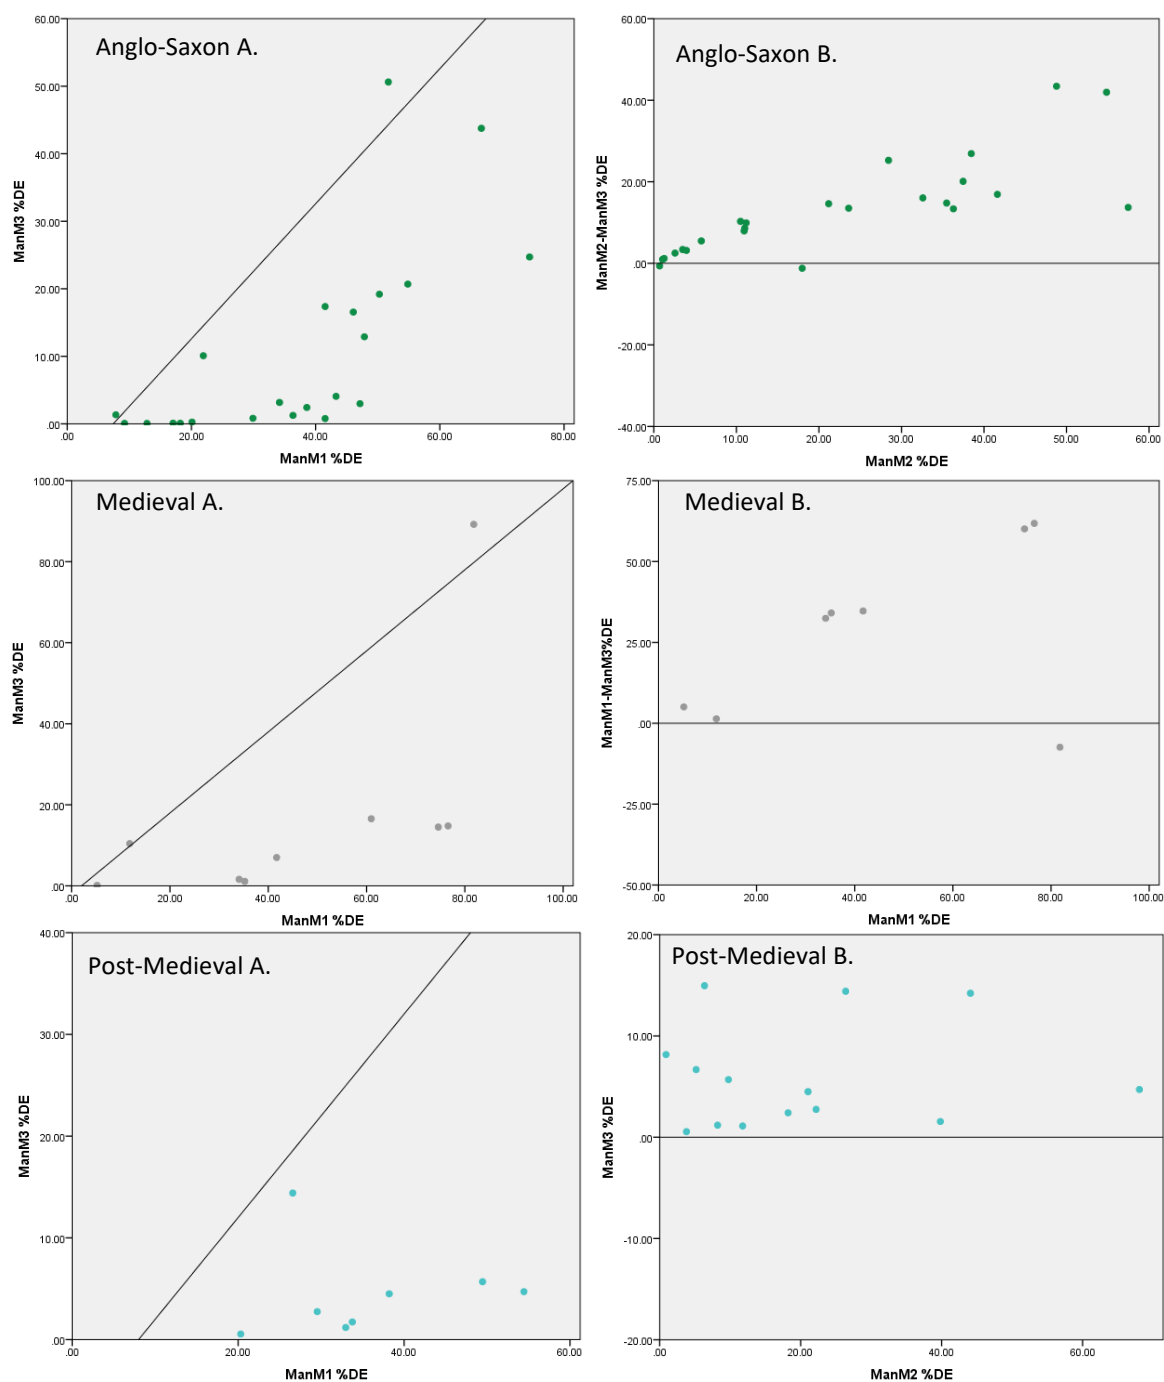 Anglo-Saxon A.
60.00
50.00
40.00
30.00
20.00
10.00
.00
ManM3 %DE
.00 20.00 40.00 60.00 80.00
ManM1 %DE
Anglo-Saxon B.
60.00
40.00
20.00
.00
-20.00
-40.00
ManM2-ManM3 %DE
.00 10.00 20.00 30.00 40.00 50.00 60.00
ManM2 %DE
Medieval A.
100.00
80.00
60.00
40.00
20.00
.00
ManM3 %DE
.00 20.00 40.00 60.00 80.00 100.00
ManM1 %DE
Medieval B.
75.00
50.00
25.00
.00
-25.00
-50.00
ManM1-ManM3%DE
.00 20.00 40.00 60.00 80.00 100.00
ManM1 %DE
Post-Medieval A.
40.00
30.00
20.00
10.00
.00
ManM3 %DE
.00 20.00 40.00 60.00
ManM1 %DE
Post-Medieval B.
20.00
10.00
.00
-10.00
-20.00
ManM3 %DE
.00 20.00 40.00 60.00
ManM2 %DE